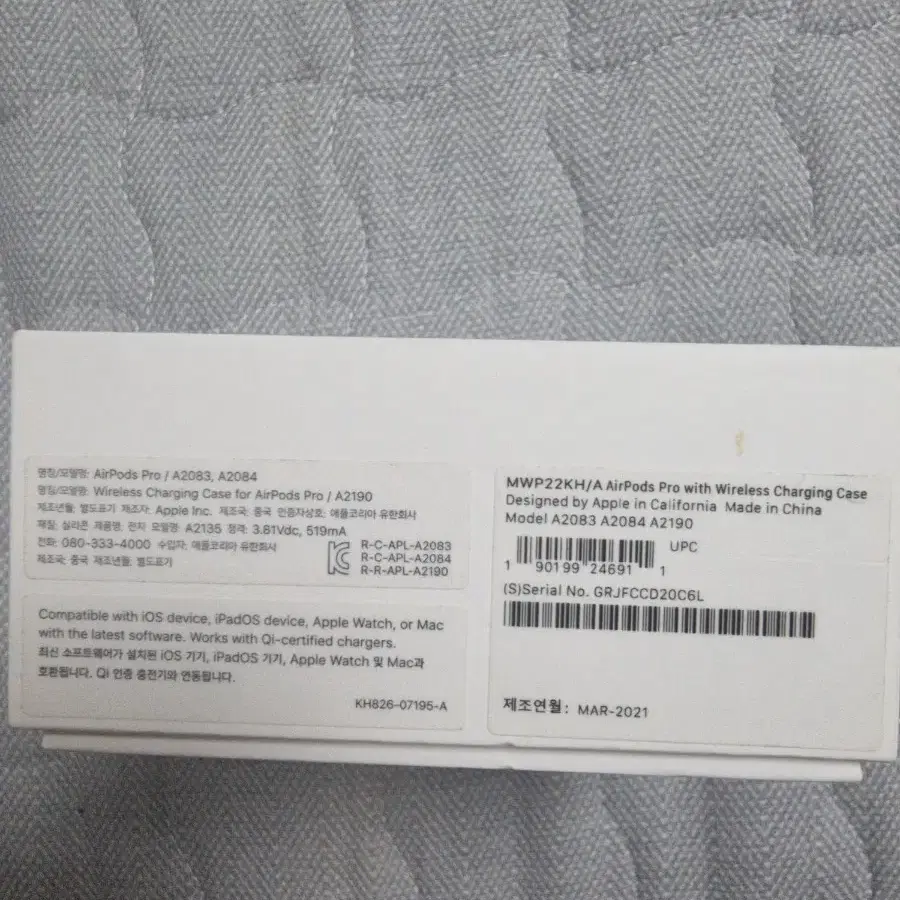 명칭/모델명: AirPods Pro / A2083, A2084
명칭/모델명: Wireless Charging Case for AirPods Pro / A2190
제조년월: 별도표기 제조자: Apple Inc. 제조국: 중국 인증자상호: 애플코리아 유한회사
재질: 실리콘 제품명: 전지 모델명: A2135 정격: 3.81Vdc, 519mA
전화: 080-333-4000 수입자: 애플코리아 유한회사
제조국: 중국 제조년월: 별도표기
R-C-APL-A2083
R-C-APL-A2084
R-R-APL-A2190
Compatible with iOS device, iPadOS device, Apple Watch, or Mac
with the latest software. Works with Qi-certified chargers.
최신 소프트웨어가 설치된 iOS 기기, iPadOS 기기, Apple Watch 및 Mac과
호환됩니다. Qi 인증 충전기와 연동됩니다.
KH826-07195-A
MWP22KH/A AirPods Pro with Wireless Charging Case
Designed by Apple in California Made in China
Model A2083 A2084 A2190
UPC
1 90199 24691 1
(S)Serial No. GRJFCCD20C6L
제조연월: MAR-2021